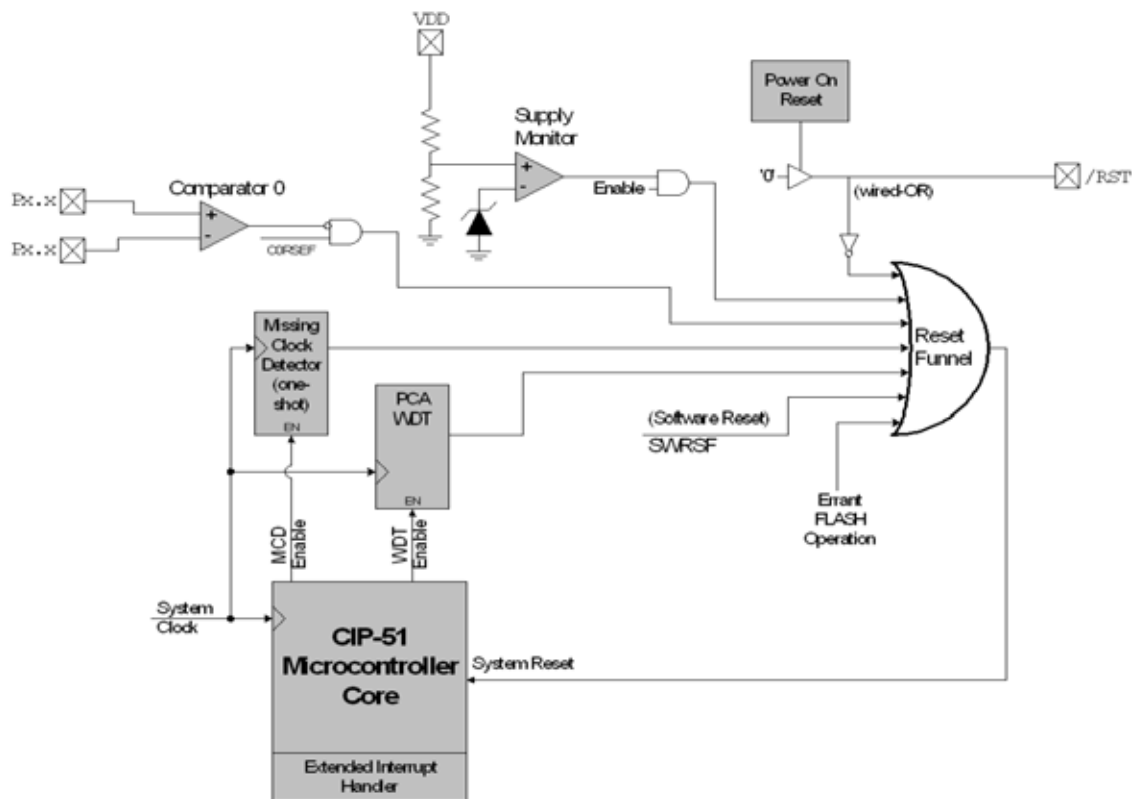 VDD
Power On
Reset
Supply
Monitor
+
-
Enable
'0'
(wired-OR)
/RST
Comparator 0
Px.x
Px.x
+
-
C0RSEF
Missing
Clock
Detector
(one-
shot)
EN
PCA
WDT
EN
Reset
Funnel
(Software Reset)
SWRSF
Errant
FLASH
Operation
MCD
Enable
WDT
Enable
System
Clock
CIP-51
Microcontroller
Core
System Reset
Extended Interrupt
Handler